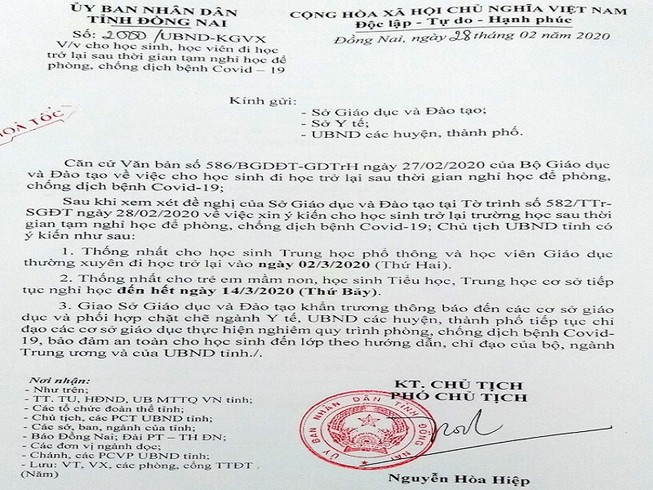 ỦY BAN NHÂN DÂN
TỈNH ĐỒNG NAI
CỘNG HÒA XÃ HỘI CHỦ NGHĨA VIỆT NAM
Độc lập - Tự do - Hạnh phúc
Số: 2000/UBND-KGVX
Đồng Nai, ngày 28 tháng 02 năm 2020
V/v cho học sinh, học viên đi học
trở lại sau thời gian tạm nghỉ học để
phòng, chống dịch bệnh Covid – 19
HOẢ TỐC
Kính gửi:
- Sở Giáo dục và Đào tạo;
- Sở Y tế;
- UBND các huyện, thành phố.
Căn cứ Văn bản số 586/BGDĐT-GDTrH ngày 27/02/2020 của Bộ Giáo dục
và Đào tạo về việc cho học sinh đi học trở lại sau thời gian nghỉ học để phòng,
chống dịch bệnh Covid-19;
Sau khi xem xét đề nghị của Sở Giáo dục và Đào tạo tại Tờ trình số 582/TTr-
SGDĐT ngày 28/02/2020 về việc xin ý kiến cho học sinh trở lại trường học sau thời
gian tạm nghỉ học để phòng, chống dịch bệnh Covid-19; Chủ tịch UBND tỉnh có
ý kiến như sau:
1. Thống nhất cho học sinh Trung học phổ thông và học viên Giáo dục
thường xuyên đi học trở lại vào ngày 02/3/2020 (Thứ Hai).
2. Thống nhất cho trẻ em mầm non, học sinh Tiểu học, Trung học cơ sở tiếp
tục nghỉ học đến hết ngày 14/3/2020 (Thứ Bảy).
3. Giao Sở Giáo dục và Đào tạo khẩn trương thông báo đến các cơ sở giáo
dục và phối hợp chặt chẽ ngành Y tế, UBND các huyện, thành phố tiếp tục chỉ
đạo các cơ sở giáo dục thực hiện nghiêm quy trình phòng, chống dịch bệnh Covid-
19, bảo đảm an toàn cho học sinh đến lớp theo hướng dẫn, chỉ đạo của bộ, ngành
Trung ương và của UBND tỉnh./.
Nơi nhận:
- Như trên;
- TT. TU, HĐND, UB MTTQ VN tỉnh;
- Các tổ chức đoàn thể tỉnh;
- Chủ tịch, các PCT UBND tỉnh;
- Các sở, ban, ngành của tỉnh;
- Báo Đồng Nai; Đài PT – TH ĐN;
- Các đơn vị ngành dọc;
- Chánh, các PCVP UBND tỉnh;
- Lưu: VT, VX, các phòng, cổng TTĐT .
(Năm)
KT. CHỦ TỊCH
PHÓ CHỦ TỊCH
ỦY BAN NHÂN DÂN TỈNH ĐỒNG NAI
Nguyễn Hòa Hiệp